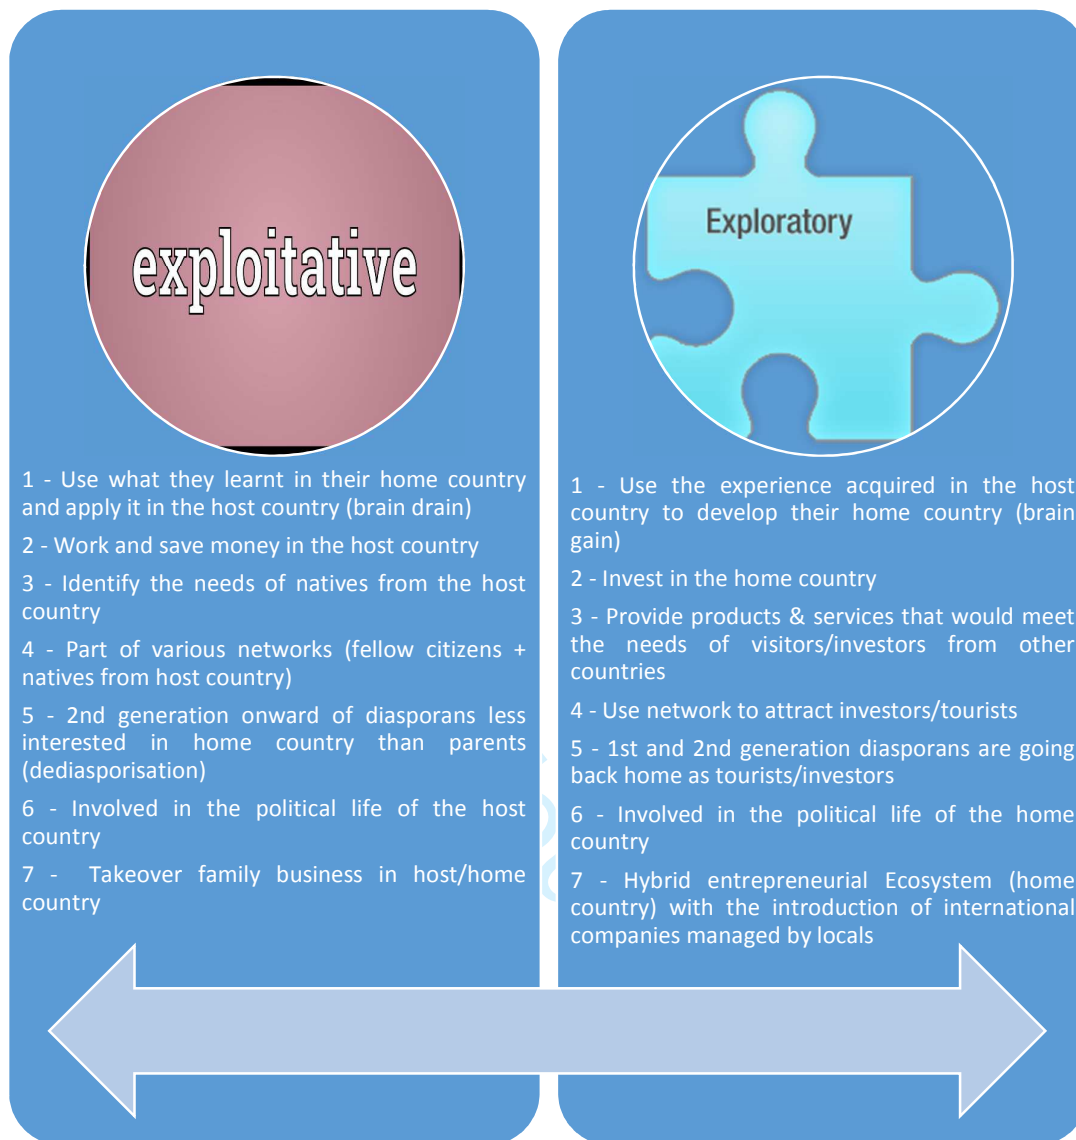 exploitative
1 - Use what they learnt in their home country
and apply it in the host country (brain drain)
2 - Work and save money in the host country
3 - Identify the needs of natives from the host
country
4 - Part of various networks (fellow citizens +
natives from host country)
5 - 2nd generation onward of diasporans less
interested in home country than parents
(dediasporisation)
6 - Involved in the political life of the host
country
7 - Takeover family business in host/home
country
Exploratory
1 - Use the experience acquired in the host
country to develop their home country (brain
gain)
2 - Invest in the home country
3 - Provide products & services that would meet
the needs of visitors/investors from other
countries
4 - Use network to attract investors/tourists
5 - 1st and 2nd generation diasporans are going
back home as tourists/investors
6 - Involved in the political life of the home
country
7 - Hybrid entrepreneurial Ecosystem (home
country) with the introduction of international
companies managed by locals